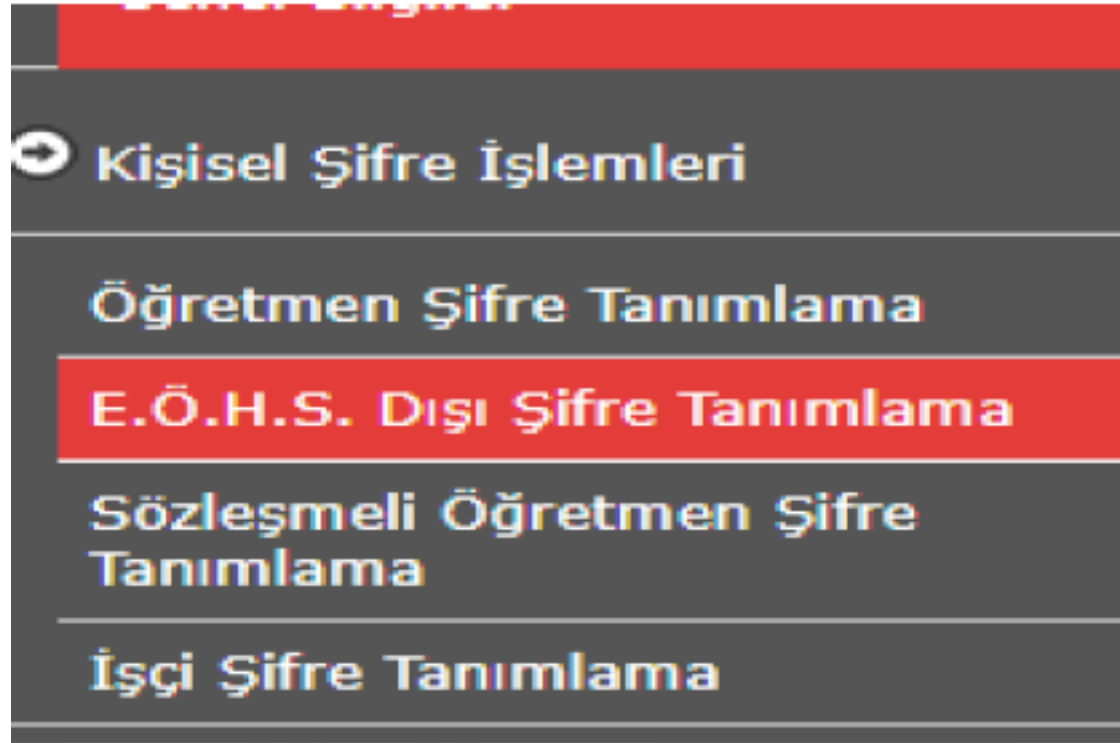 Kişisel Şifre İşlemleri
Öğretmen Şifre Tanımlama
E.Ö.H.S. Dışı Şifre Tanımlama
Sözleşmeli Öğretmen Şifre
Tanımlama
İşçi Şifre Tanımlama